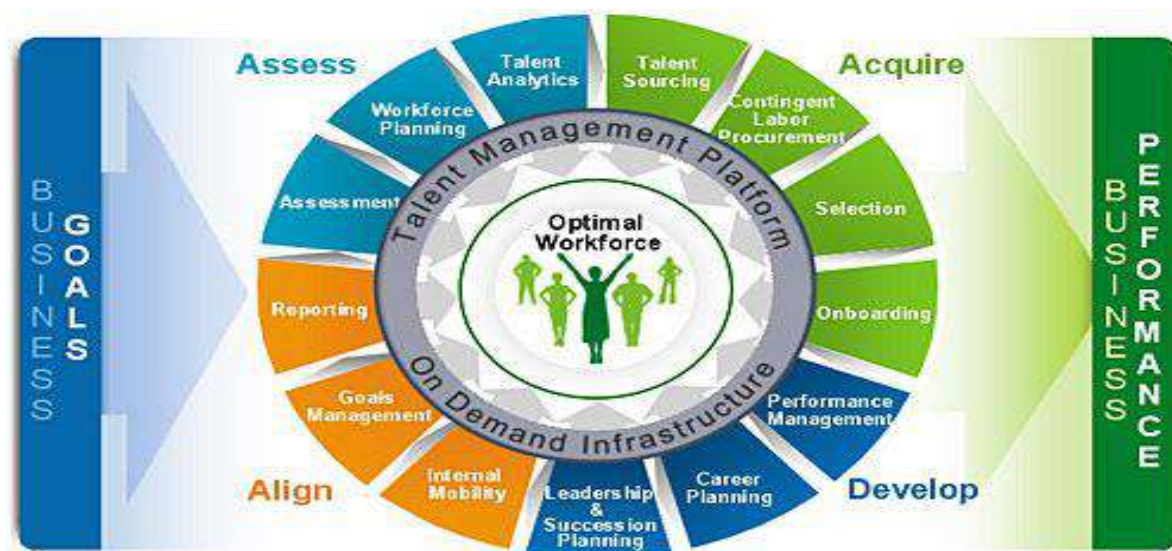 Assess
Acquire
Talent
Analytics
Talent
Sourcing
Workforce
Planning
Contingent
Labor
Procurement
Assessment
Selection
Reporting
Onboarding
Goals
Management
Performance
Management
Internal
Mobility
Leadership
&
Succession
Planning
Career
Planning
Align
Develop
Talent Management Platform
On Demand Infrastructure
Optimal
Workforce
BUSINESS
GOALS
BUSINESS
PERFORMANCE